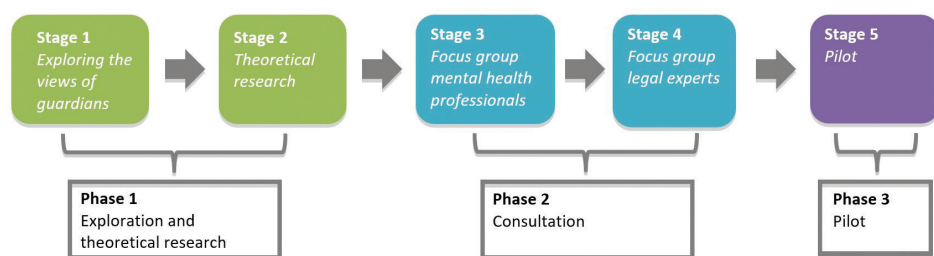 Stage 1
Exploring the
views of
guardians
Stage 2
Theoretical
research
Stage 3
Focus group
mental health
professionals
Stage 4
Focus group
legal experts
Stage 5
Pilot
Phase 1
Exploration and
theoretical research
Phase 2
Consultation
Phase 3
Pilot